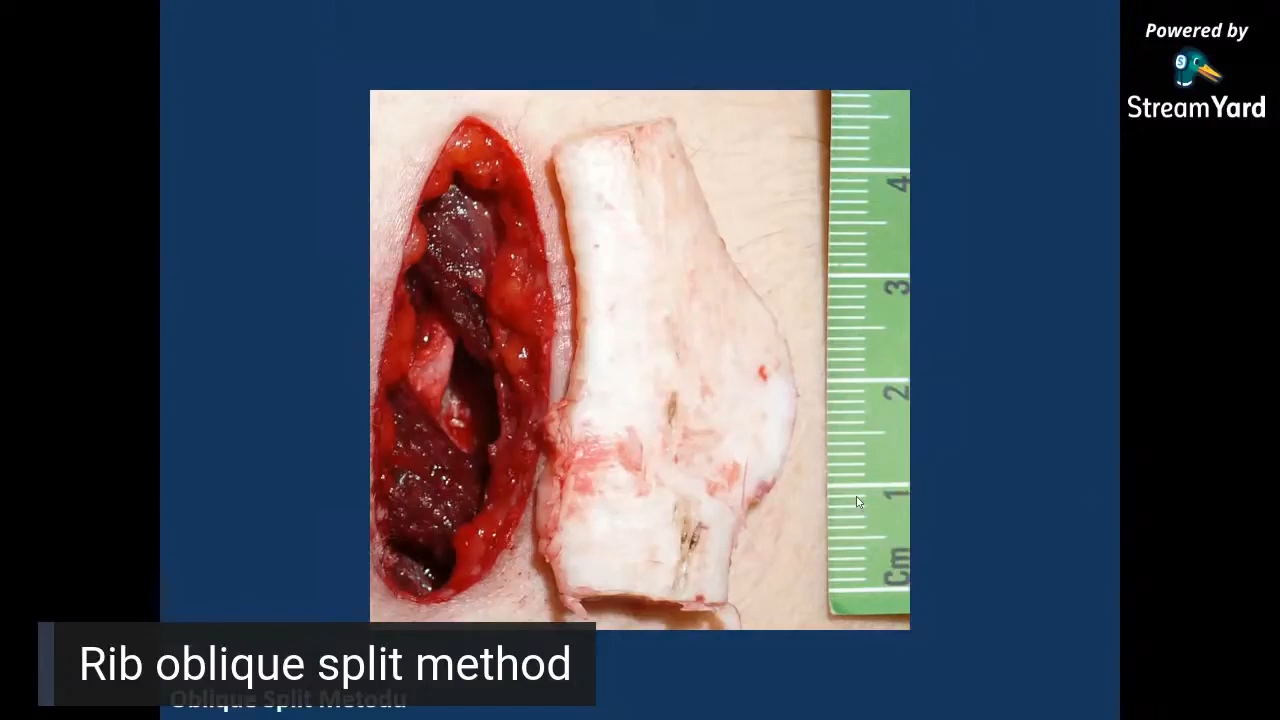 Powered by
StreamYard
4
3
2
1
Cm
Rib oblique split method
Oblique Split Metodu